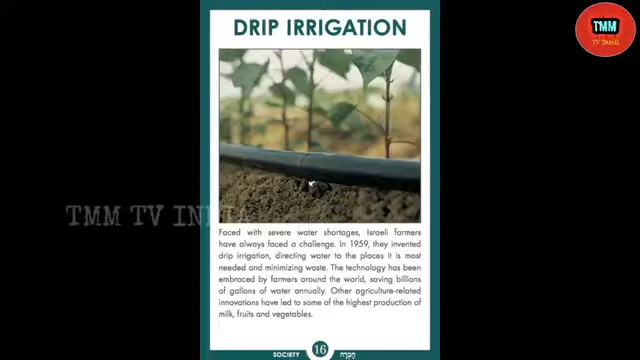 DRIP IRRIGATION
TMM
TV Tamil
TMM TV INDIA
Faced with severe water shortages, Israeli farmers
have always faced a challenge. In 1959, they invented
drip irrigation, directing water to the places it is most
needed and minimizing waste. The technology has been
embraced by farmers around the world, saving billions
of gallons of water annually. Other agriculture-related
innovations have led to some of the highest production of
milk, fruits and vegetables.
SOCIETY 16 חברה